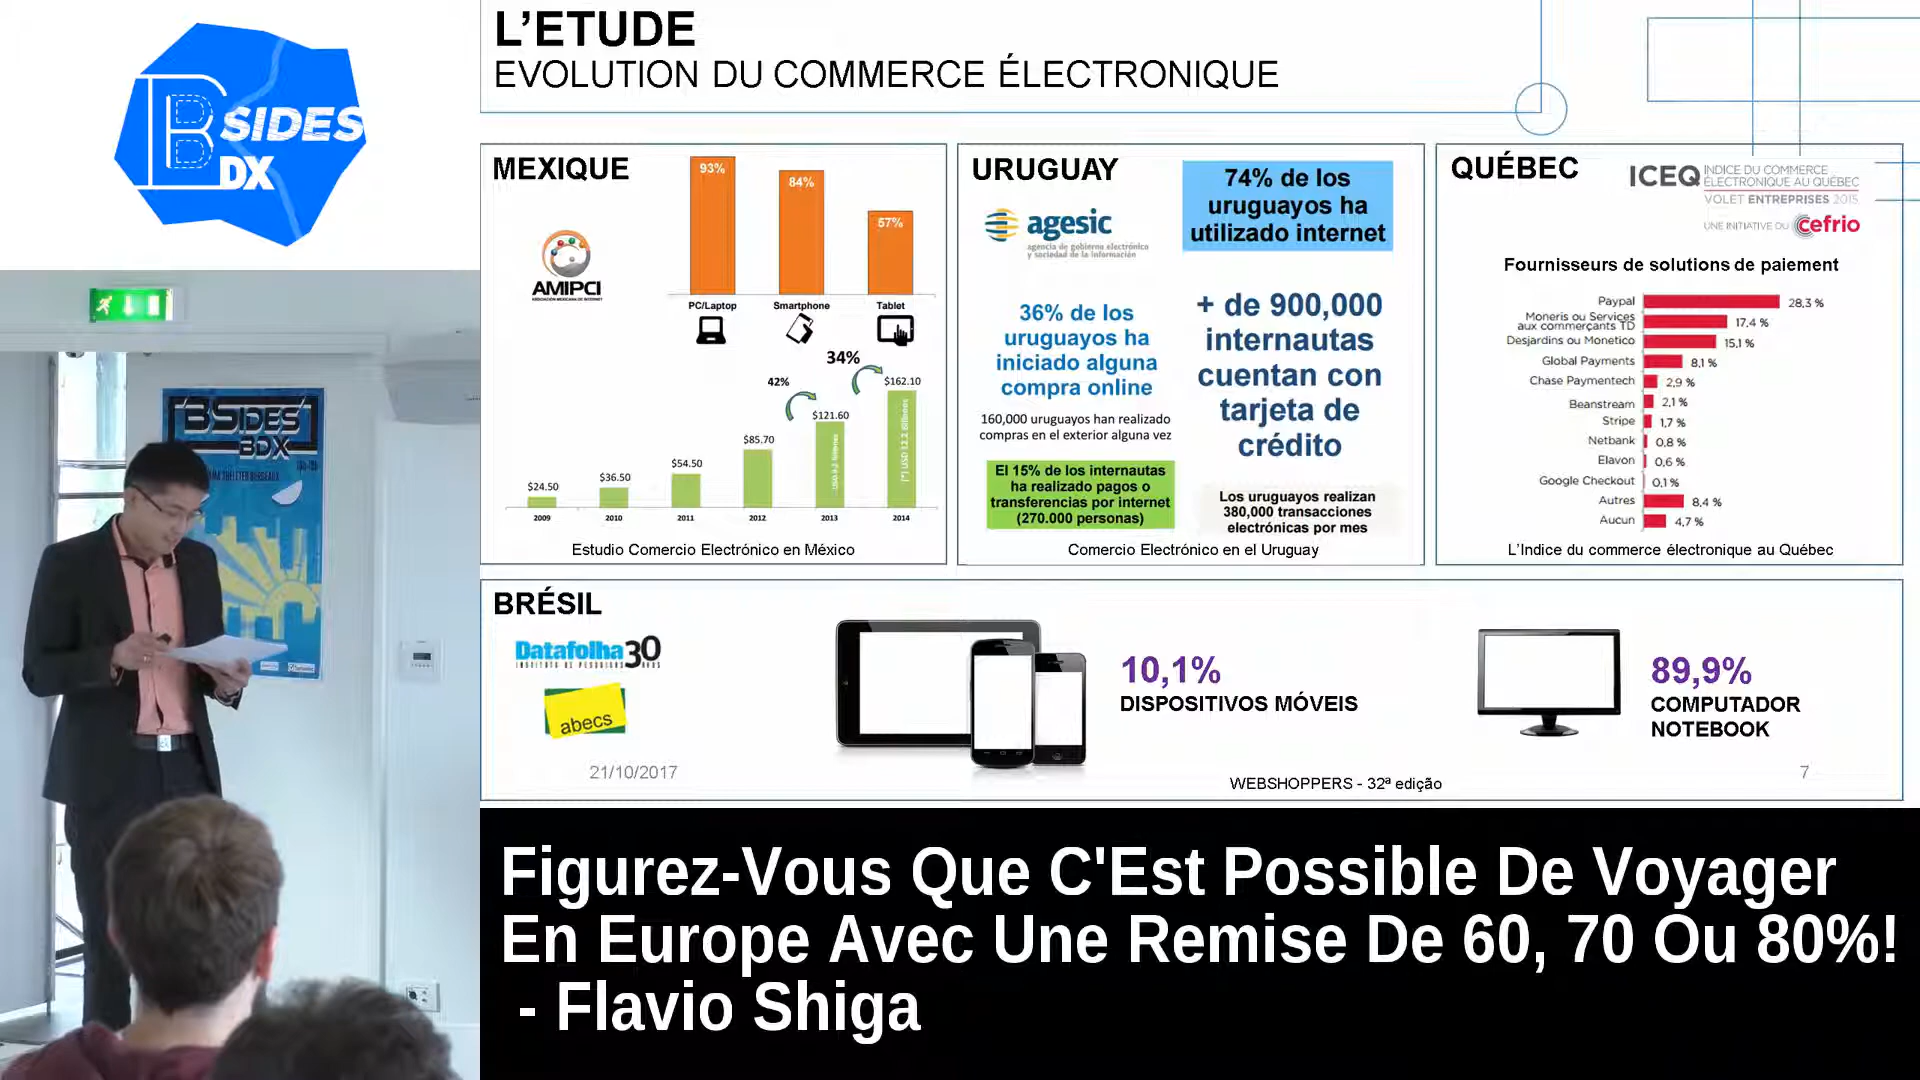 BSIDES
BDX
L'ETUDE
EVOLUTION DU COMMERCE ÉLECTRONIQUE
MEXIQUE
93%
84%
57%
AMIPCI
PC/Laptop
Smartphone
Tablet
34%
42%
$24.50
$36.50
$54.50
$85.70
$121.60
$162.10
2009
2010
2011
2012
2013
2014
Estudio Comercio Electrónico en México
URUGUAY
agesic
agencia de gobierno electrónico
y sociedad de la información
74% de los
uruguayos ha
utilizado internet
36% de los
uruguayos ha
iniciado alguna
compra online
160,000 uruguayos han realizado
compras en el exterior alguna vez
El 15% de los internautas
ha realizado pagos o
transferencias por internet
(270.000 personas)
+ de 900,000
internautas
cuentan con
tarjeta de
crédito
Los uruguayos realizan
380,000 transacciones
electrónicas por mes
Comercio Electrónico en el Uruguay
QUÉBEC
ICEQ
INDICE DU COMMERCE
ÉLECTRONIQUE AU QUÉBEC
VOLET ENTREPRISES 2015
UNE INITIATIVE DU cefrio
Fournisseurs de solutions de paiement
Paypal 28,3 %
Moneris ou Services
aux commerçants TD 17,4 %
Desjardins ou Monetico 15,1 %
Global Payments 8,1 %
Chase Paymentech 2,9 %
Beanstream 2,1 %
Stripe 1,7 %
Netbank 0,8 %
Elavon 0,6 %
Google Checkout 0,1 %
Autres 8,4 %
Aucun 4,7 %
L'Indice du commerce électronique au Québec
BRÉSIL
Datafolha 30
INSTITUTO DE PESQUISAS ANOS
abecs
10,1%
DISPOSITIVOS MÓVEIS
89,9%
COMPUTADOR
NOTEBOOK
21/10/2017
WEBSHOPPERS - 32ª edição
7
BSIDES
BDX
Figurez-Vous Que C'Est Possible De Voyager
En Europe Avec Une Remise De 60, 70 Ou 80%!
- Flavio Shiga